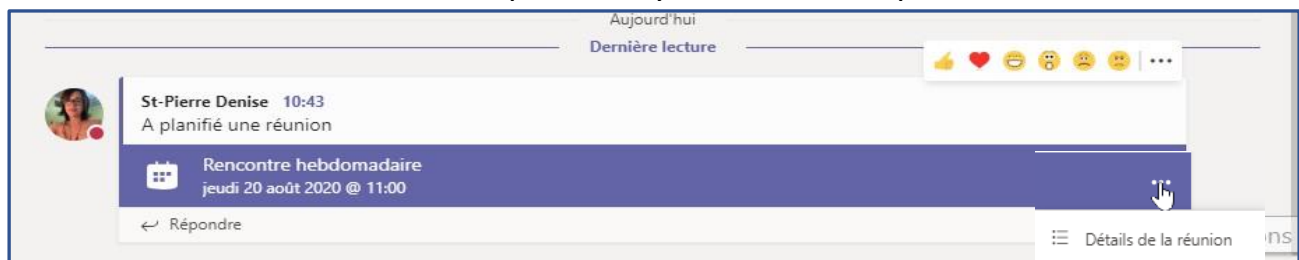 Aujourd'hui
Dernière lecture
St-Pierre Denise 10:43
A planifié une réunion
Rencontre hebdomadaire
jeudi 20 août 2020 @ 11:00
Répondre
Détails de la réunion